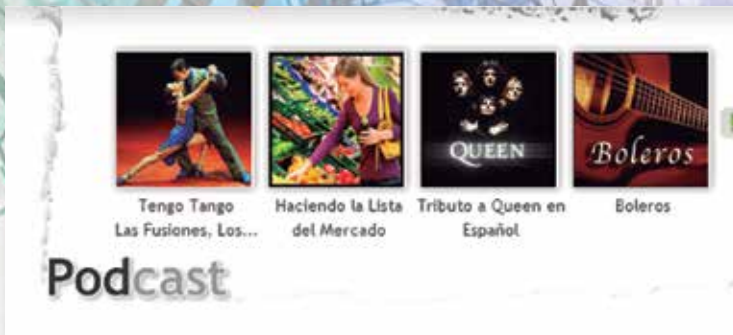 QUEEN
Boleros
Tengo Tango
Las Fusiones, Los...
Haciendo la Lista
del Mercado
Tributo a Queen en
Español
Boleros
Podcast